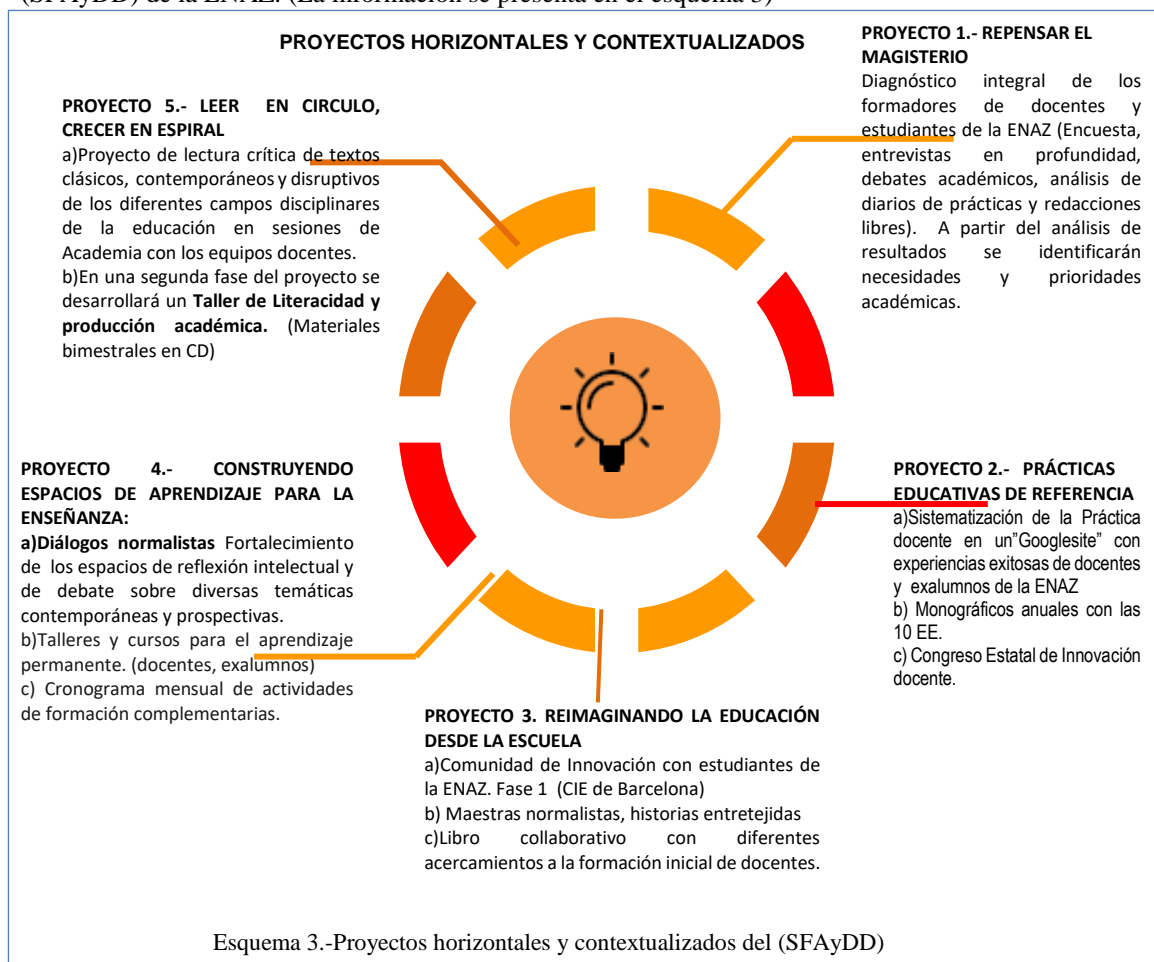 (SFAyDD) de la ENAZ. (La información se presenta en el esquema 3)
PROYECTOS HORIZONTALES Y CONTEXTUALIZADOS
PROYECTO 1.- REPENSAR EL
MAGISTERIO
Diagnóstico integral de los
formadores de docentes y
estudiantes de la ENAZ (Encuesta,
entrevistas en profundidad,
debates académicos, análisis de
diarios de prácticas y redacciones
libres). A partir del análisis de
resultados se identificarán
necesidades y prioridades
académicas.
PROYECTO 5.- LEER EN CIRCULO,
CRECER EN ESPIRAL
a)Proyecto de lectura crítica de textos
clásicos, contemporáneos y disruptivos
de los diferentes campos disciplinares
de la educación en sesiones de
Academia con los equipos docentes.
b)En una segunda fase del proyecto se
desarrollará un Taller de Literacidad y
producción académica. (Materiales
bimestrales en CD)
PROYECTO 4.- CONSTRUYENDO
ESPACIOS DE APRENDIZAJE PARA LA
ENSEÑANZA:
a)Diálogos normalistas Fortalecimiento
de los espacios de reflexión intelectual y
de debate sobre diversas temáticas
contemporáneas y prospectivas.
b)Talleres y cursos para el aprendizaje
permanente. (docentes, exalumnos)
c) Cronograma mensual de actividades
de formación complementarias.
PROYECTO 2.- PRÁCTICAS
EDUCATIVAS DE REFERENCIA
a)Sistematización de la Práctica
docente en un"Googlesite" con
experiencias exitosas de docentes
y exalumnos de la ENAZ
b) Monográficos anuales con las
10 EE.
c) Congreso Estatal de Innovación
docente.
PROYECTO 3. REIMAGINANDO LA EDUCACIÓN
DESDE LA ESCUELA
a)Comunidad de Innovación con estudiantes de
la ENAZ. Fase 1 (CIE de Barcelona)
b) Maestras normalistas, historias entretejidas
c)Libro collaborativo con diferentes
acercamientos a la formación inicial de docentes.
Esquema 3.-Proyectos horizontales y contextualizados del (SFAyDD)